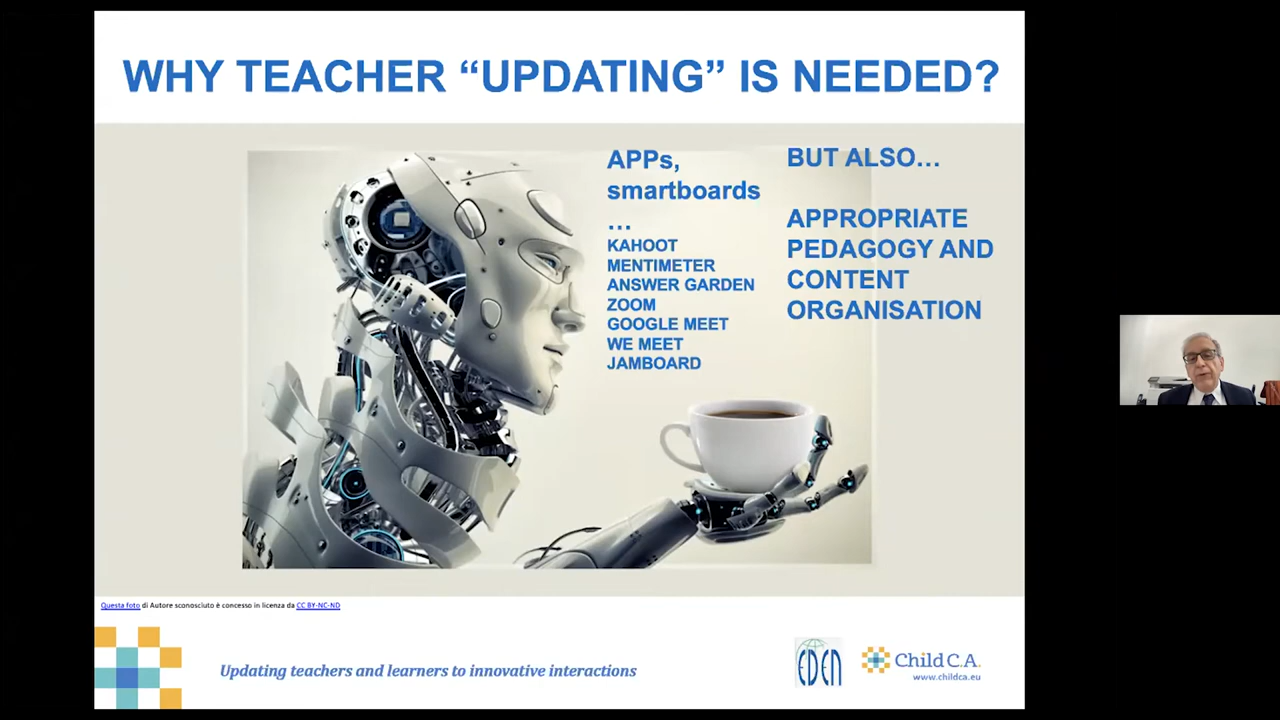 WHY TEACHER “UPDATING” IS NEEDED?
APPs,
smartboards
…
KAHOOT
MENTIMETER
ANSWER GARDEN
ZOOM
GOOGLE MEET
WE MEET
JAMBOARD
BUT ALSO…
APPROPRIATE
PEDAGOGY AND
CONTENT
ORGANISATION
Questa foto di Autore sconosciuto è concesso in licenza da CC BY-NC-ND
Updating teachers and learners to innovative interactions
EDEN
Child C.A.
www.childca.eu